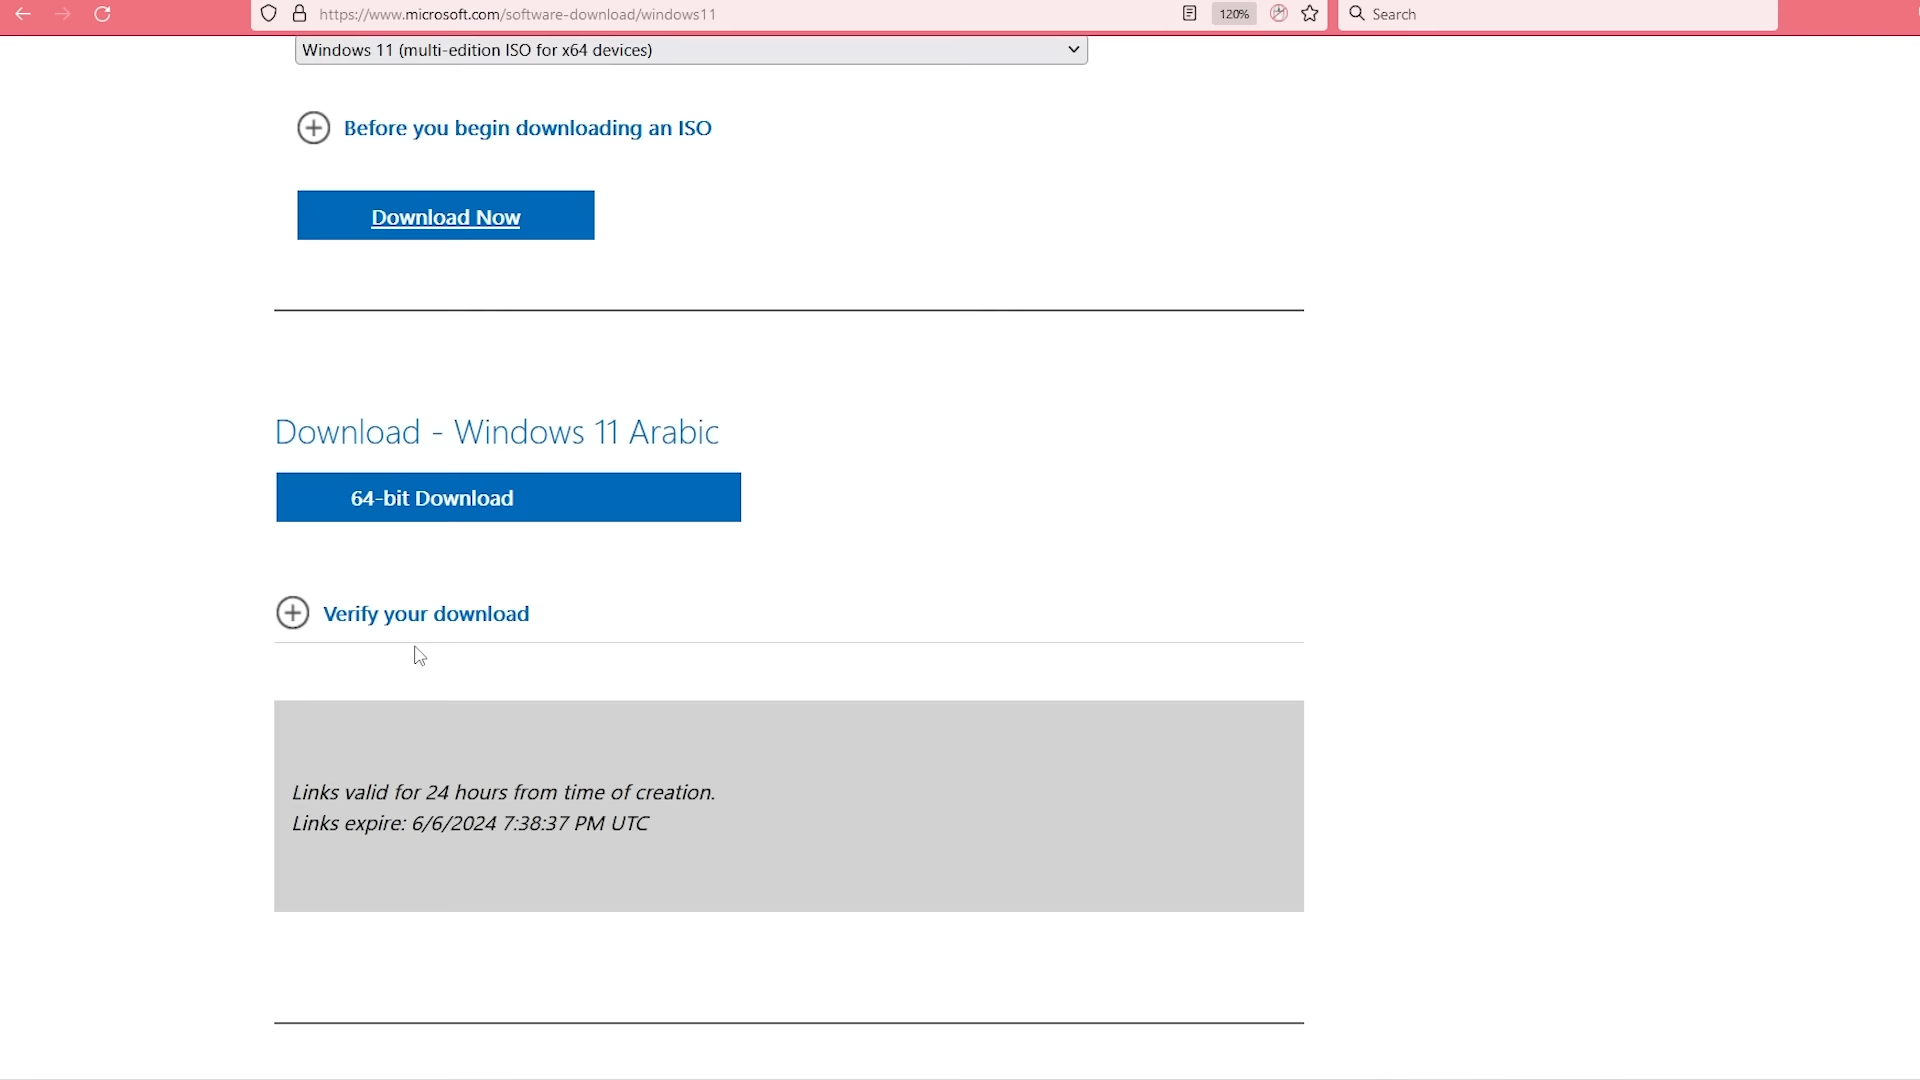 https://www.microsoft.com/software-download/windows11
120%
Search
Windows 11 (multi-edition ISO for x64 devices)
Before you begin downloading an ISO
Download Now
Download - Windows 11 Arabic
64-bit Download
Verify your download
Links valid for 24 hours from time of creation.
Links expire: 6/6/2024 7:38:37 PM UTC